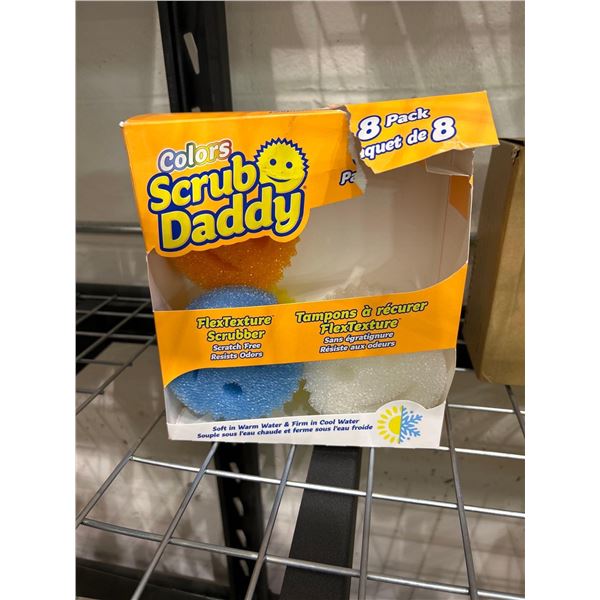 8 Pack
quet de 8
Pa
Colors
Scrub
Daddy
FlexTexture
Scrubber
Scratch Free
Resists Odors
Tampons à récurer
FlexTexture
Sans égratignure
Résiste aux odeurs
Soft in Warm Water & Firm in Cool Water
Souple sous l'eau chaude et ferme sous l'eau froide